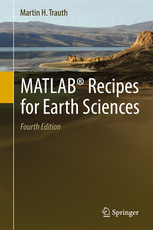 Martin H. Trauth
MATLAB® Recipes
for Earth Sciences
Fourth Edition
Springer